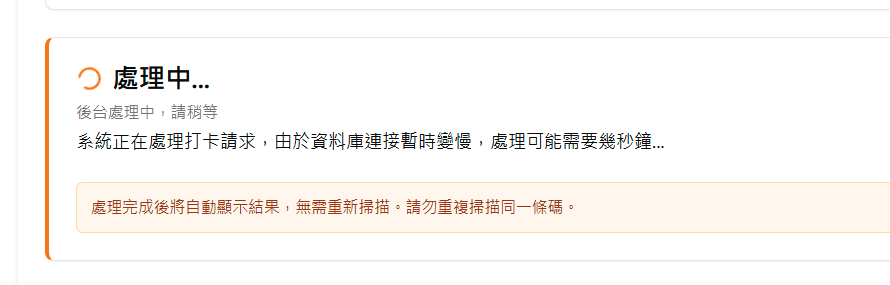 處理中...
後台處理中，請稍等
系統正在處理打卡請求，由於資料庫連接暫時變慢，處理可能需要幾秒鐘...
處理完成後將自動顯示結果，無需重新掃描。請勿重複掃描同一條碼。